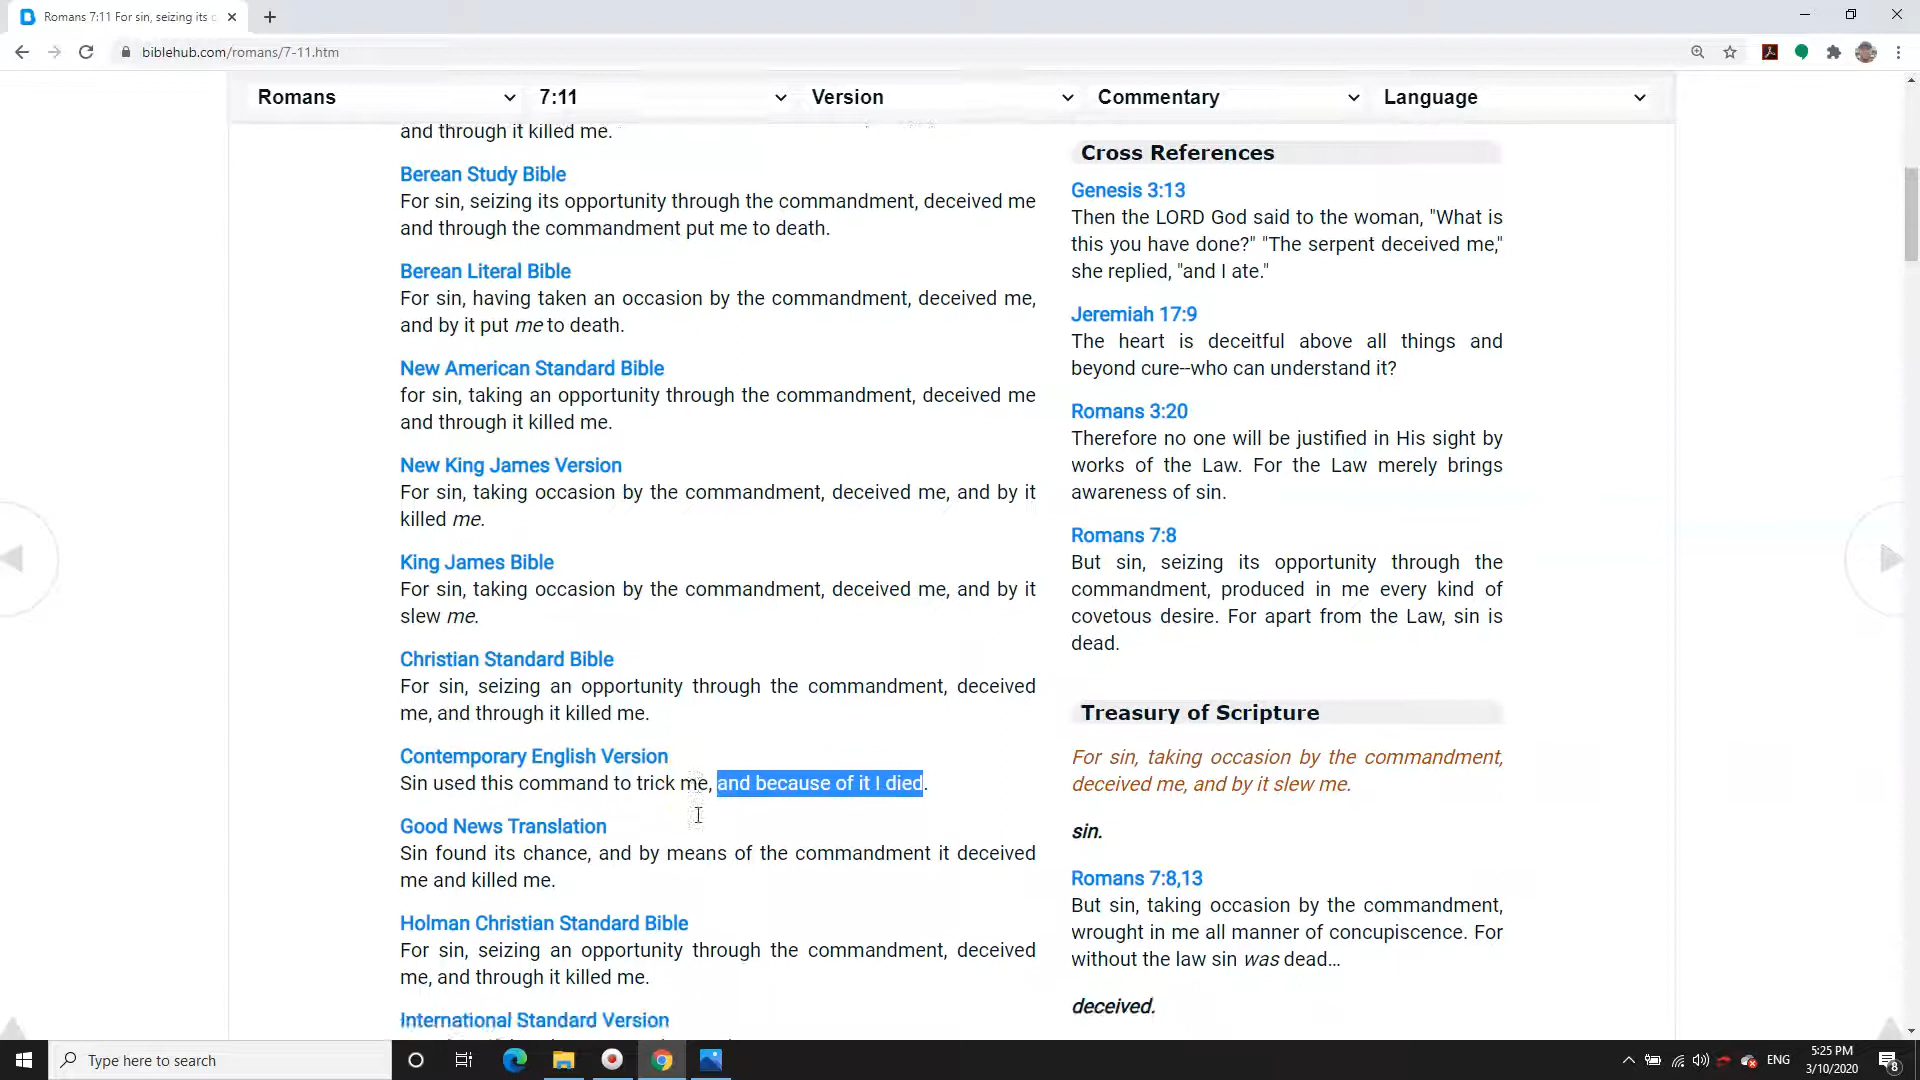 Romans 7:11 For sin, seizing its
biblehub.com/romans/7-11.htm
Romans
7:11
Version
Commentary
Language
and through it killed me.
Berean Study Bible
For sin, seizing its opportunity through the commandment, deceived me
and through the commandment put me to death.
Berean Literal Bible
For sin, having taken an occasion by the commandment, deceived me,
and by it put me to death.
New American Standard Bible
for sin, taking an opportunity through the commandment, deceived me
and through it killed me.
New King James Version
For sin, taking occasion by the commandment, deceived me, and by it
killed me.
King James Bible
For sin, taking occasion by the commandment, deceived me, and by it
slew me.
Christian Standard Bible
For sin, seizing an opportunity through the commandment, deceived
me, and through it killed me.
Contemporary English Version
Sin used this command to trick me, and because of it I died.
Good News Translation
Sin found its chance, and by means of the commandment it deceived
me and killed me.
Holman Christian Standard Bible
For sin, seizing an opportunity through the commandment, deceived
me, and through it killed me.
International Standard Version
Cross References
Genesis 3:13
Then the LORD God said to the woman, "What is
this you have done?" "The serpent deceived me,"
she replied, "and I ate."
Jeremiah 17:9
The heart is deceitful above all things and
beyond cure--who can understand it?
Romans 3:20
Therefore no one will be justified in His sight by
works of the Law. For the Law merely brings
awareness of sin.
Romans 7:8
But sin, seizing its opportunity through the
commandment, produced in me every kind of
covetous desire. For apart from the Law, sin is
dead.
Treasury of Scripture
For sin, taking occasion by the commandment,
deceived me, and by it slew me.
sin.
Romans 7:8,13
But sin, taking occasion by the commandment,
wrought in me all manner of concupiscence. For
without the law sin was dead…
deceived.
Type here to search
ENG
5:25 PM
3/10/2020
8